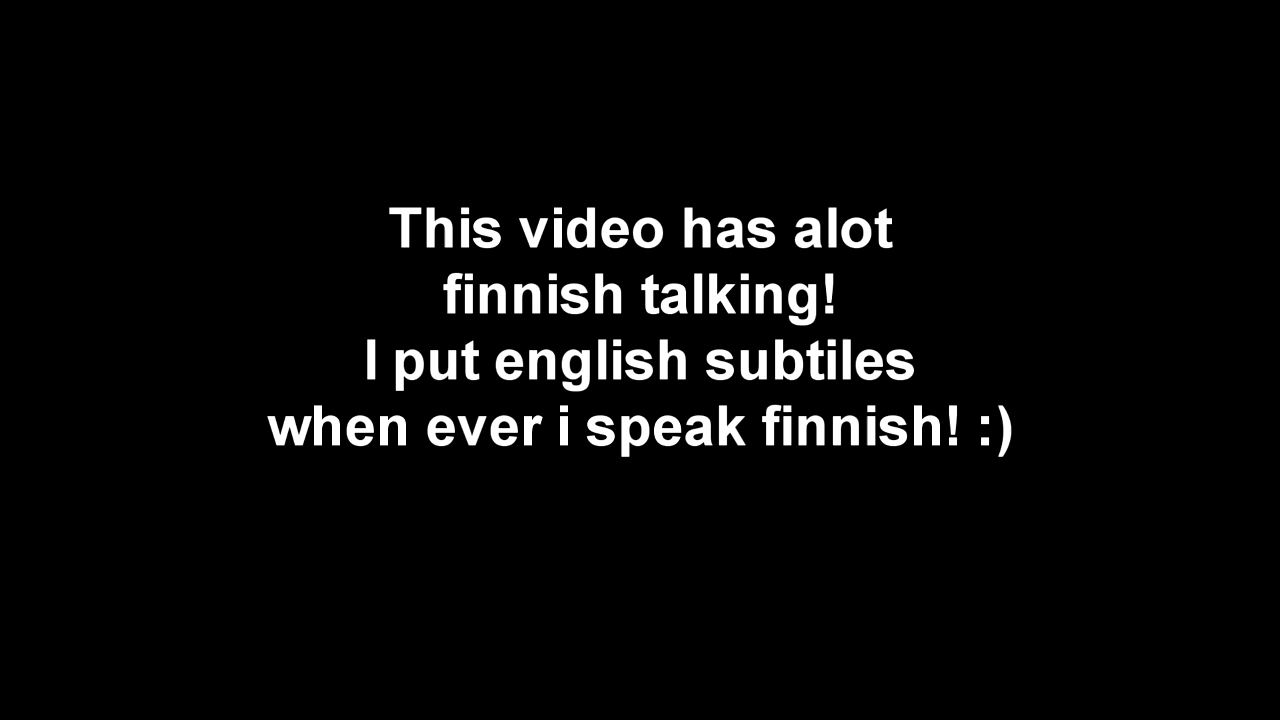 This video has alot
finnish talking!
I put english subtiles
when ever i speak finnish! :)